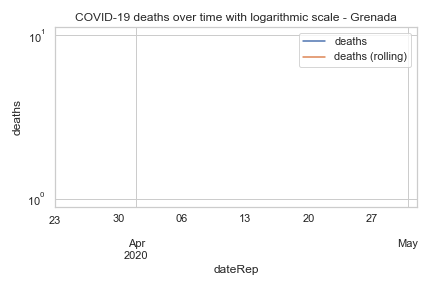 COVID-19 deaths over time with logarithmic scale - Grenada
deaths
deaths (rolling)
10¹
deaths
10⁰
23 30 06 13 20 27
Apr May
2020
dateRep